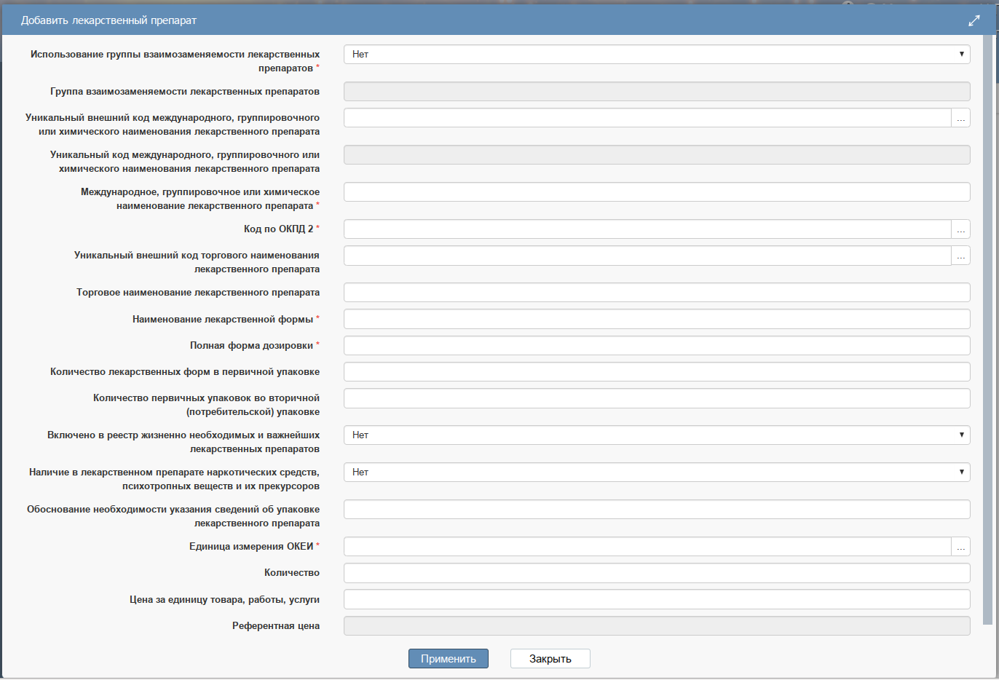 Добавить лекарственный препарат
Использование группы взаимозаменяемости лекарственных
препаратов *
Нет
Группа взаимозаменяемости лекарственных препаратов
Уникальный внешний код международного, группировочного
или химического наименования лекарственного препарата
...
Уникальный код международного, группировочного или
химического наименования лекарственного препарата
Международное, группировочное или химическое
наименование лекарственного препарата *
Код по ОКПД 2 *
...
Уникальный внешний код торгового наименования
лекарственного препарата
...
Торговое наименование лекарственного препарата
Наименование лекарственной формы *
Полная форма дозировки *
Количество лекарственных форм в первичной упаковке
Количество первичных упаковок во вторичной
(потребительской) упаковке
Включено в реестр жизненно необходимых и важнейших
лекарственных препаратов
Нет
Наличие в лекарственном препарате наркотических средств,
психотропных веществ и их прекурсоров
Нет
Обоснование необходимости указания сведений об упаковке
лекарственного препарата
Единица измерения ОКЕИ *
...
Количество
Цена за единицу товара, работы, услуги
Референтная цена
Применить
Закрыть